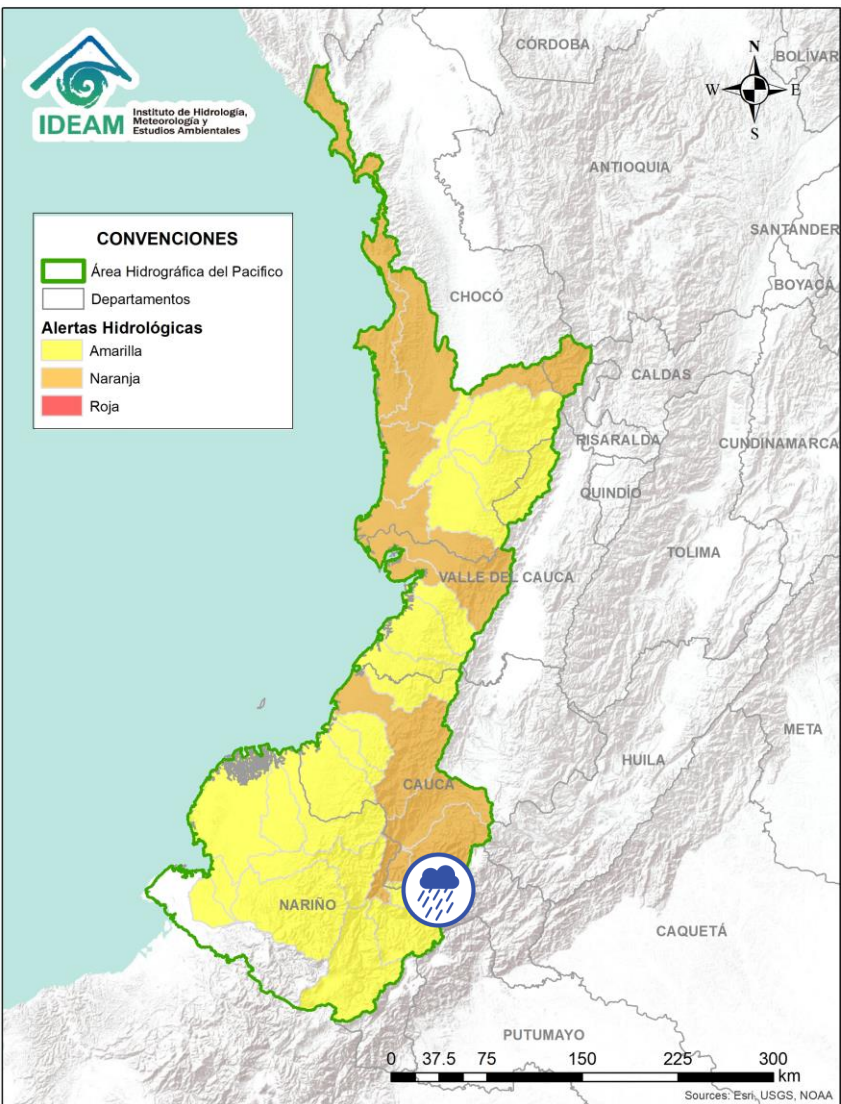 IDEAM
Instituto de Hidrología,
Meteorología y
Estudios Ambientales
N
W E
S
CONVENCIONES
Área Hidrográfica del Pacifico
Departamentos
Alertas Hidrológicas
Amarilla
Naranja
Roja
CÓRDOBA
BOLÍVAR
ANTIOQUIA
SANTANDER
BOYACÁ
CHOCÓ
CALDAS
RISARALDA
CUNDINAMARCA
QUINDÍO
TOLIMA
VALLE DEL CAUCA
META
HUILA
CAUCA
NARIÑO
CAQUETÁ
PUTUMAYO
0 37.5 75 150 225 300
km
Sources: Esri, USGS, NOAA